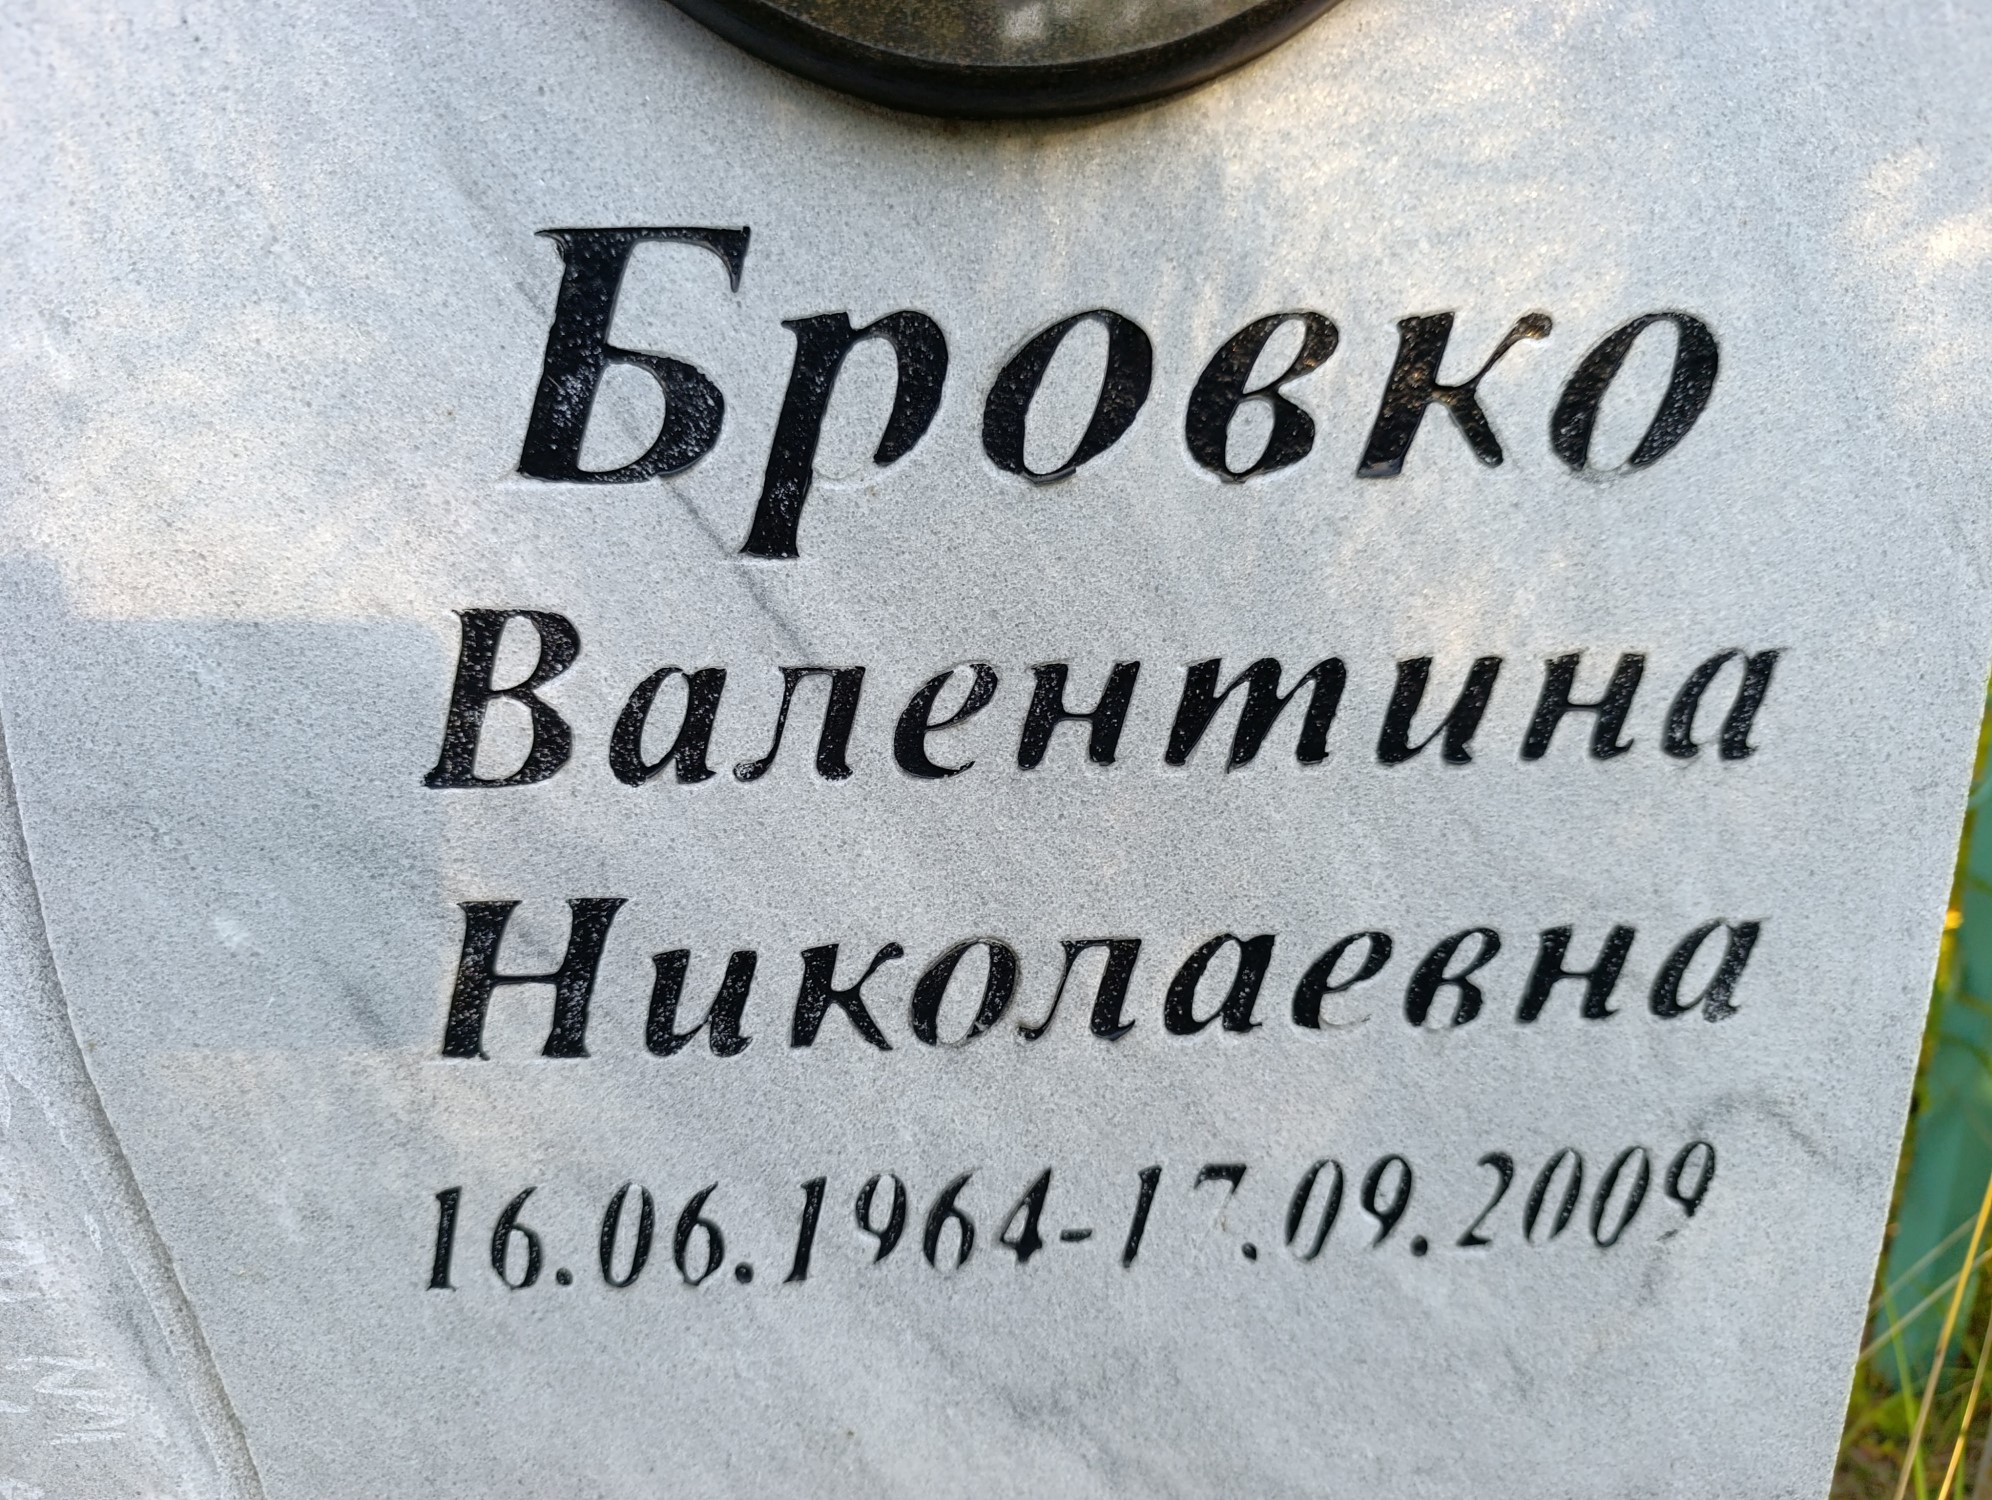 Бровко
Валентина
Николаевна
16.06.1964-17.09.2009